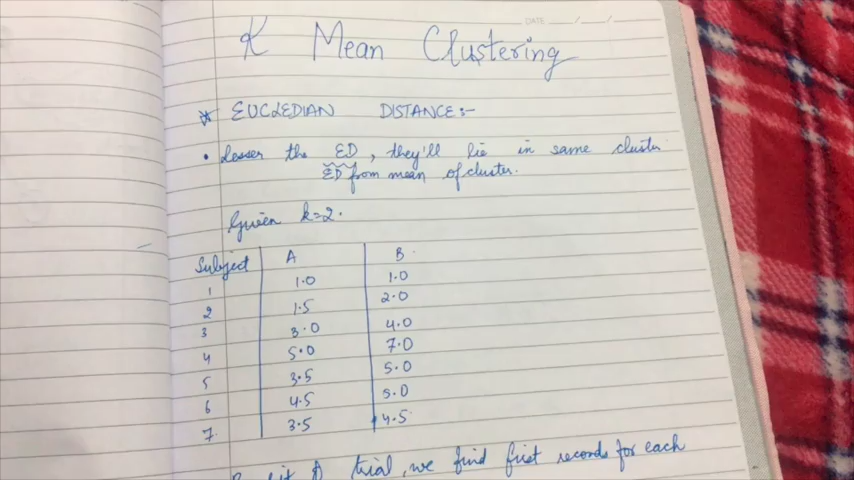 DATE
K Mean Clustering
* EUCLEDIAN DISTANCE:-
• Lesser the ED, they'll lie in same cluster
ED from mean of cluster.
Given k=2.
Subject A B
1 1.0 1.0
2 1.5 2.0
3 3.0 4.0
4 5.0 7.0
5 3.5 5.0
6 4.5 5.0
7. 3.5 4.5
trial, we find first records for each